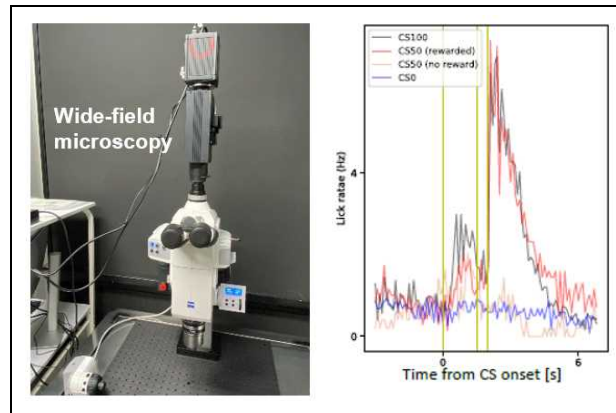 Wide-field
microscopy
CS100
CS50 (rewarded)
CS50 (no reward)
CS0
Lick ratae (Hz)
4
0
0
6
Time from CS onset [s]